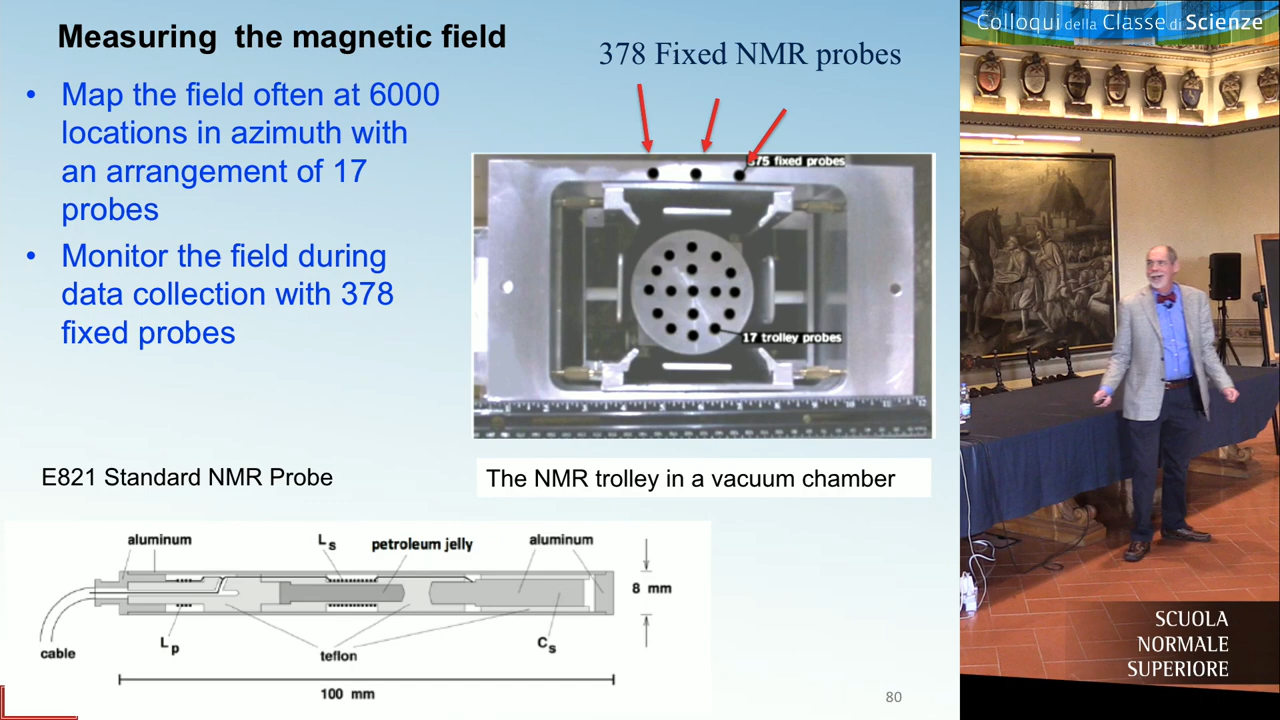 Measuring the magnetic field
• Map the field often at 6000
locations in azimuth with
an arrangement of 17
probes
• Monitor the field during
data collection with 378
fixed probes
378 Fixed NMR probes
375 fixed probes
17 trolley probes
The NMR trolley in a vacuum chamber
E821 Standard NMR Probe
aluminum
Ls
petroleum jelly
aluminum
8 mm
cable
Lp
teflon
Cs
100 mm
80
Colloqui della Classe di Scienze
SCUOLA
NORMALE
SUPERIORE